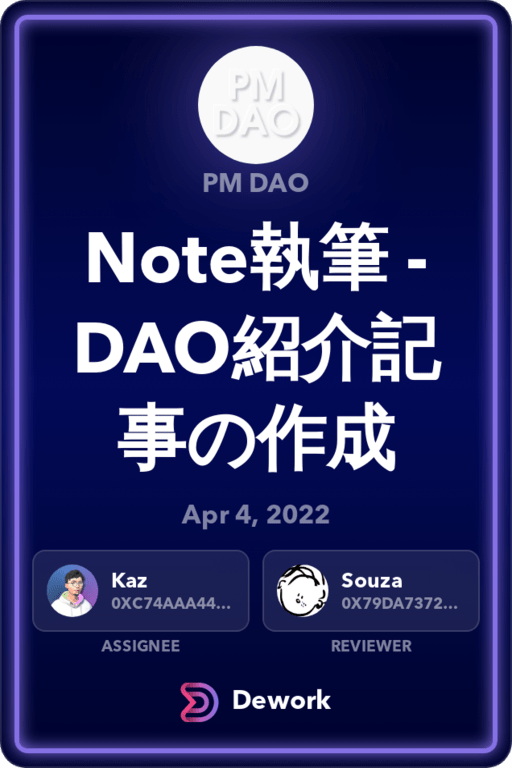 PM
DAO
PM DAO
Note執筆 -
DAO紹介記
事の作成
Apr 4, 2022
Kaz
0XC74AAA44...
Souza
0X79DA7372...
ASSIGNEE
REVIEWER
Dework